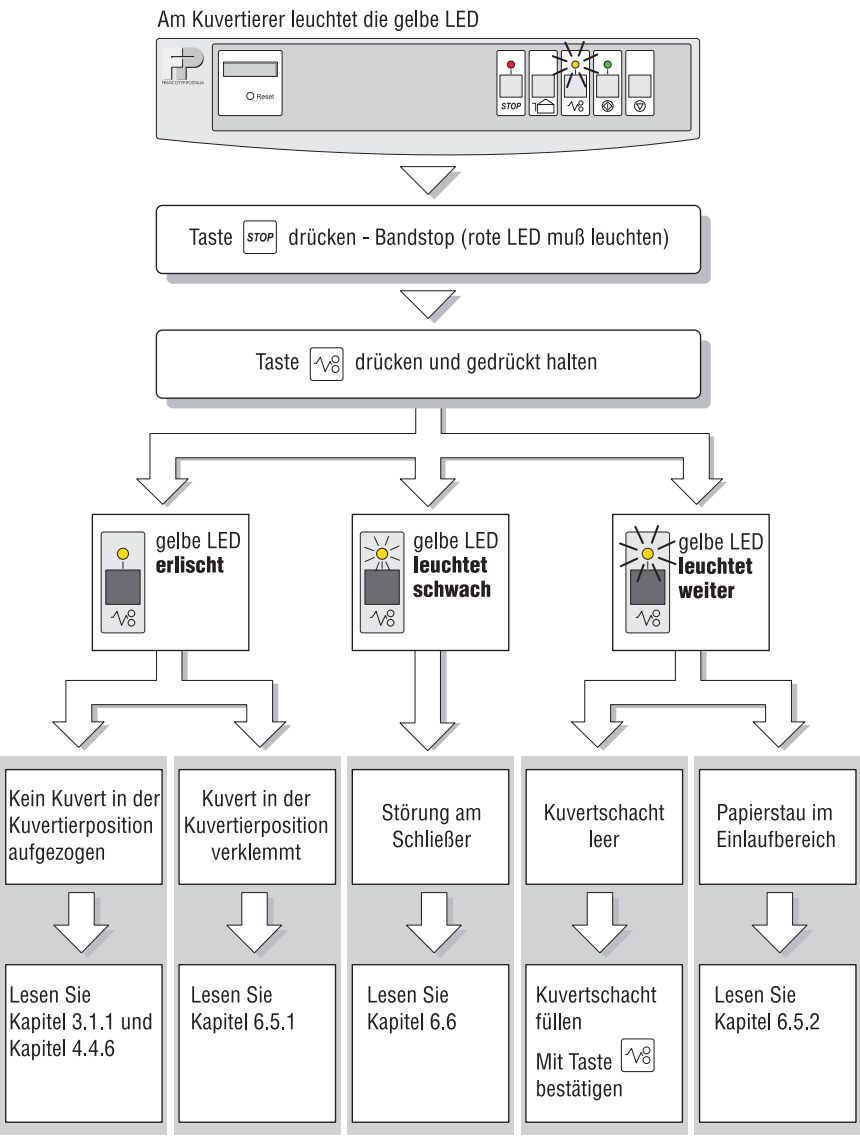 Am Kuvertierer leuchtet die gelbe LED
FRANCOTYP-POSTALIA
Reset
STOP
Taste STOP drücken - Bandstop (rote LED muß leuchten)
Taste drücken und gedrückt halten
gelbe LED
erlischt
gelbe LED
leuchtet
schwach
gelbe LED
leuchtet
weiter
Kein Kuvert in der
Kuvertierposition
aufgezogen
Kuvert in der
Kuvertierposition
verklemmt
Störung am
Schließer
Kuvertschacht
leer
Papierstau im
Einlaufbereich
Lesen Sie
Kapitel 3.1.1 und
Kapitel 4.4.6
Lesen Sie
Kapitel 6.5.1
Lesen Sie
Kapitel 6.6
Kuvertschacht
füllen
Mit Taste
bestätigen
Lesen Sie
Kapitel 6.5.2